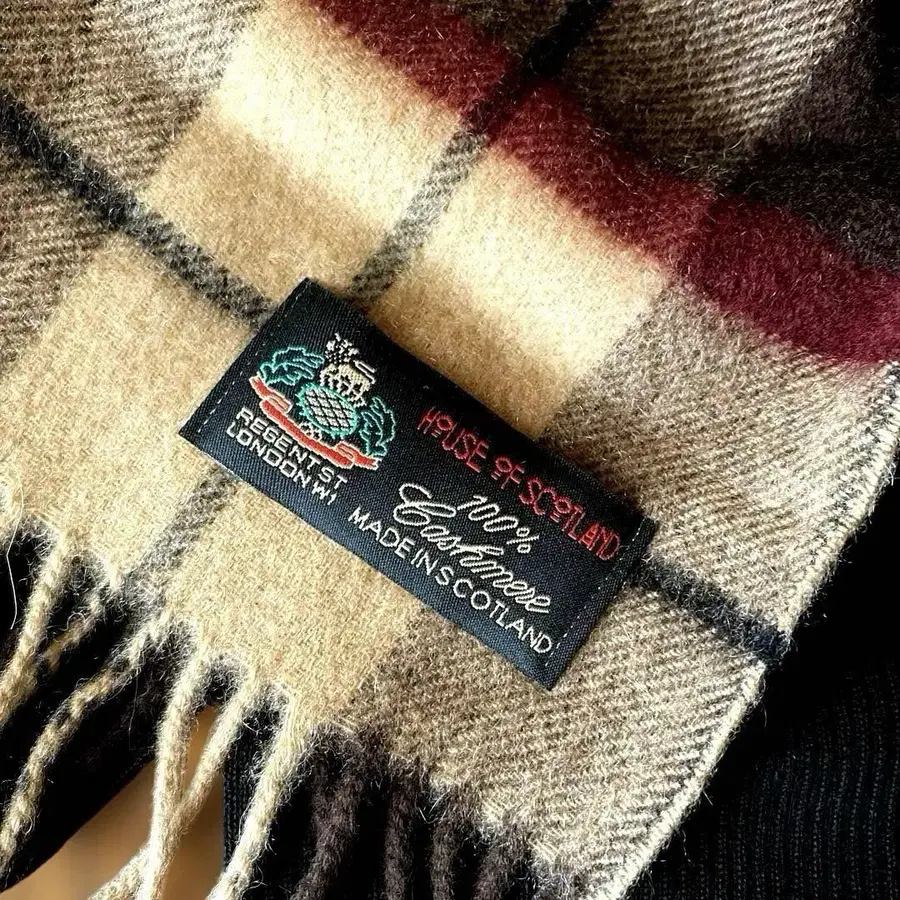 REGENT ST
LONDON W1
HOUSE OF SCOTLAND
100%
Cashmere
MADE IN SCOTLAND